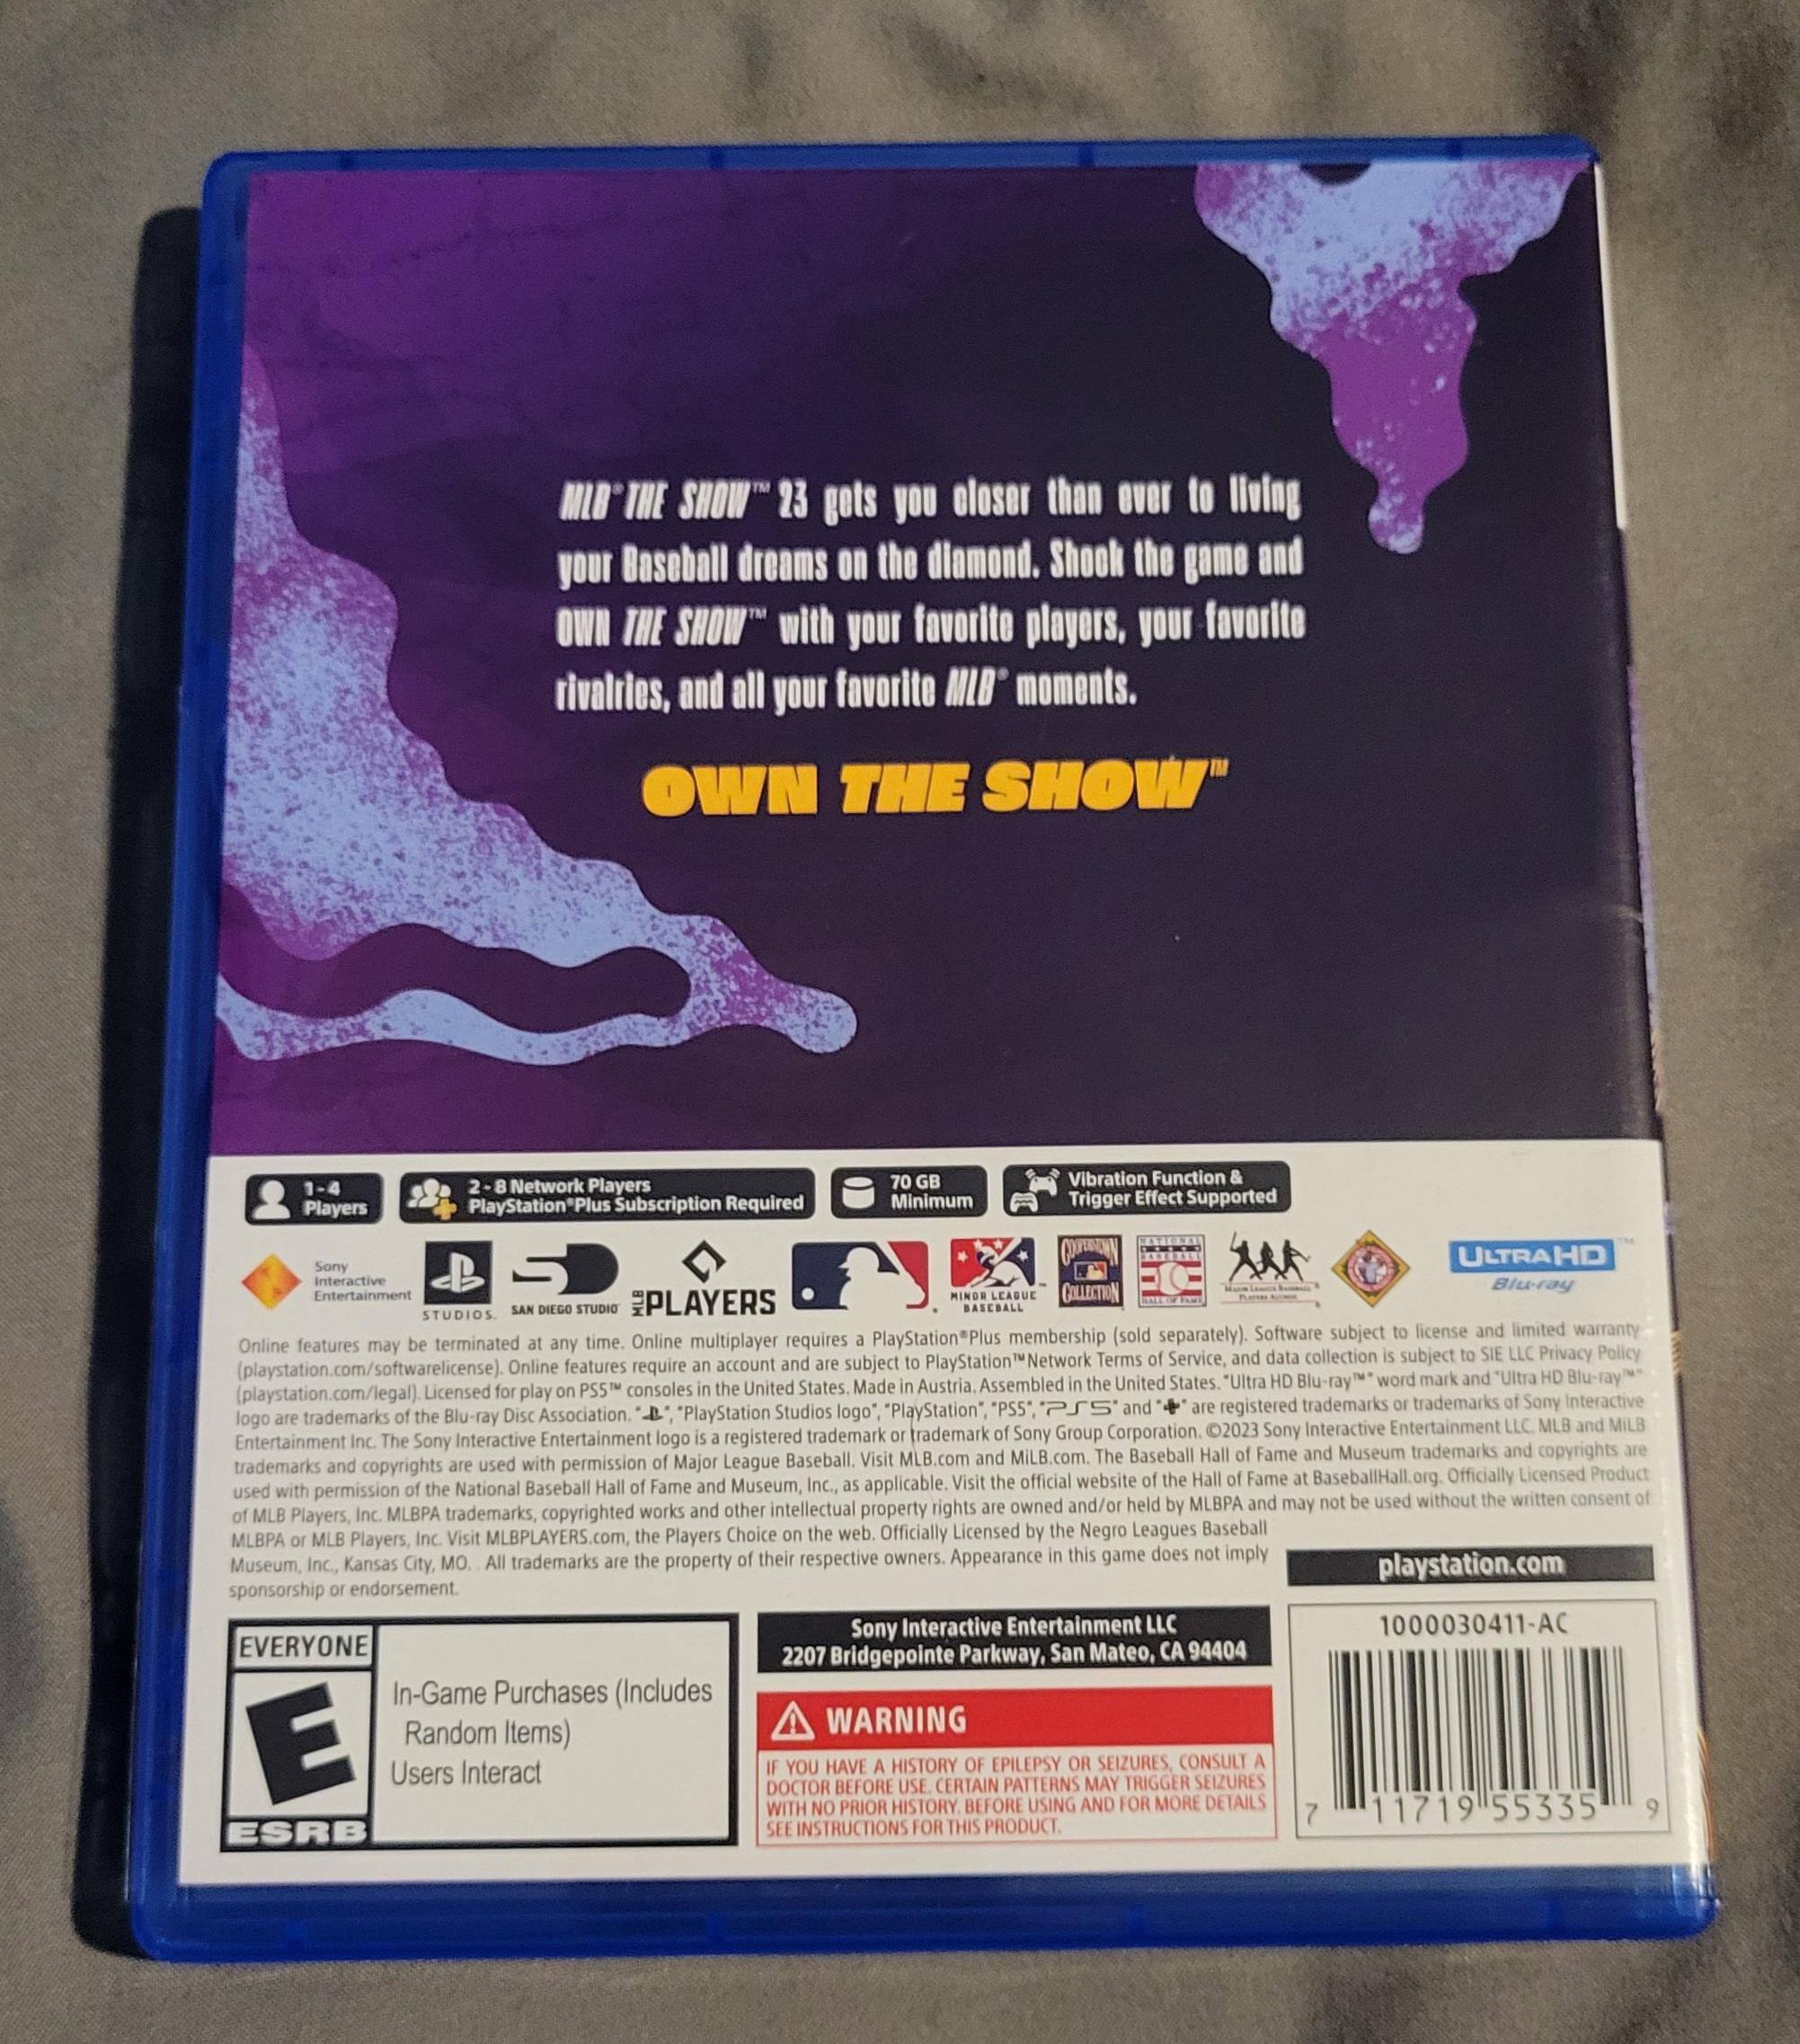 MLB® THE SHOW™ 23 gets you closer than ever to living
your Baseball dreams on the diamond. Shock the game and
OWN THE SHOW™ with your favorite players, your favorite
rivalries, and all your favorite MLB® moments.
OWN THE SHOW™
1-4
Players
2-8 Network Players
PlayStation®Plus Subscription Required
70 GB
Minimum
Vibration Function &
Trigger Effect Supported
Sony
Interactive
Entertainment
STUDIOS
SAN DIEGO STUDIO
MLB PLAYERS
MINOR LEAGUE™
BASEBALL
COOPERSTOWN
COLLECTION
NATIONAL
BASEBALL
HALL OF FAME
MAJOR LEAGUE BASEBALL
PLAYERS ALUMNI
ULTRA HD™
Blu-ray
Online features may be terminated at any time. Online multiplayer requires a PlayStation®Plus membership (sold separately). Software subject to license and limited warranty
(playstation.com/softwarelicense). Online features require an account and are subject to PlayStation™Network Terms of Service, and data collection is subject to SIE LLC Privacy Policy
(playstation.com/legal). Licensed for play on PS5™ consoles in the United States. Made in Austria. Assembled in the United States. "Ultra HD Blu-ray™" word mark and "Ultra HD Blu-ray™"
logo are trademarks of the Blu-ray Disc Association. "", "PlayStation Studios logo", "PlayStation", "PS5", "PS5" and "" are registered trademarks or trademarks of Sony Interactive
Entertainment Inc. The Sony Interactive Entertainment logo is a registered trademark or trademark of Sony Group Corporation. ©2023 Sony Interactive Entertainment LLC. MLB and MiLB
trademarks and copyrights are used with permission of Major League Baseball. Visit MLB.com and MiLB.com. The Baseball Hall of Fame and Museum trademarks and copyrights are
used with permission of the National Baseball Hall of Fame and Museum, Inc., as applicable. Visit the official website of the Hall of Fame at BaseballHall.org. Officially Licensed Product
of MLB Players, Inc. MLBPA trademarks, copyrighted works and other intellectual property rights are owned and/or held by MLBPA and may not be used without the written consent of
MLBPA or MLB Players, Inc. Visit MLBPLAYERS.com, the Players Choice on the web. Officially Licensed by the Negro Leagues Baseball
Museum, Inc., Kansas City, MO. . All trademarks are the property of their respective owners. Appearance in this game does not imply
sponsorship or endorsement.
playstation.com
EVERYONE
E
ESRB
In-Game Purchases (Includes
Random Items)
Users Interact
Sony Interactive Entertainment LLC
2207 Bridgepointe Parkway, San Mateo, CA 94404
WARNING
IF YOU HAVE A HISTORY OF EPILEPSY OR SEIZURES, CONSULT A
DOCTOR BEFORE USE. CERTAIN PATTERNS MAY TRIGGER SEIZURES
WITH NO PRIOR HISTORY. BEFORE USING AND FOR MORE DETAILS
SEE INSTRUCTIONS FOR THIS PRODUCT.
1000030411-AC
7 11719 55335 9